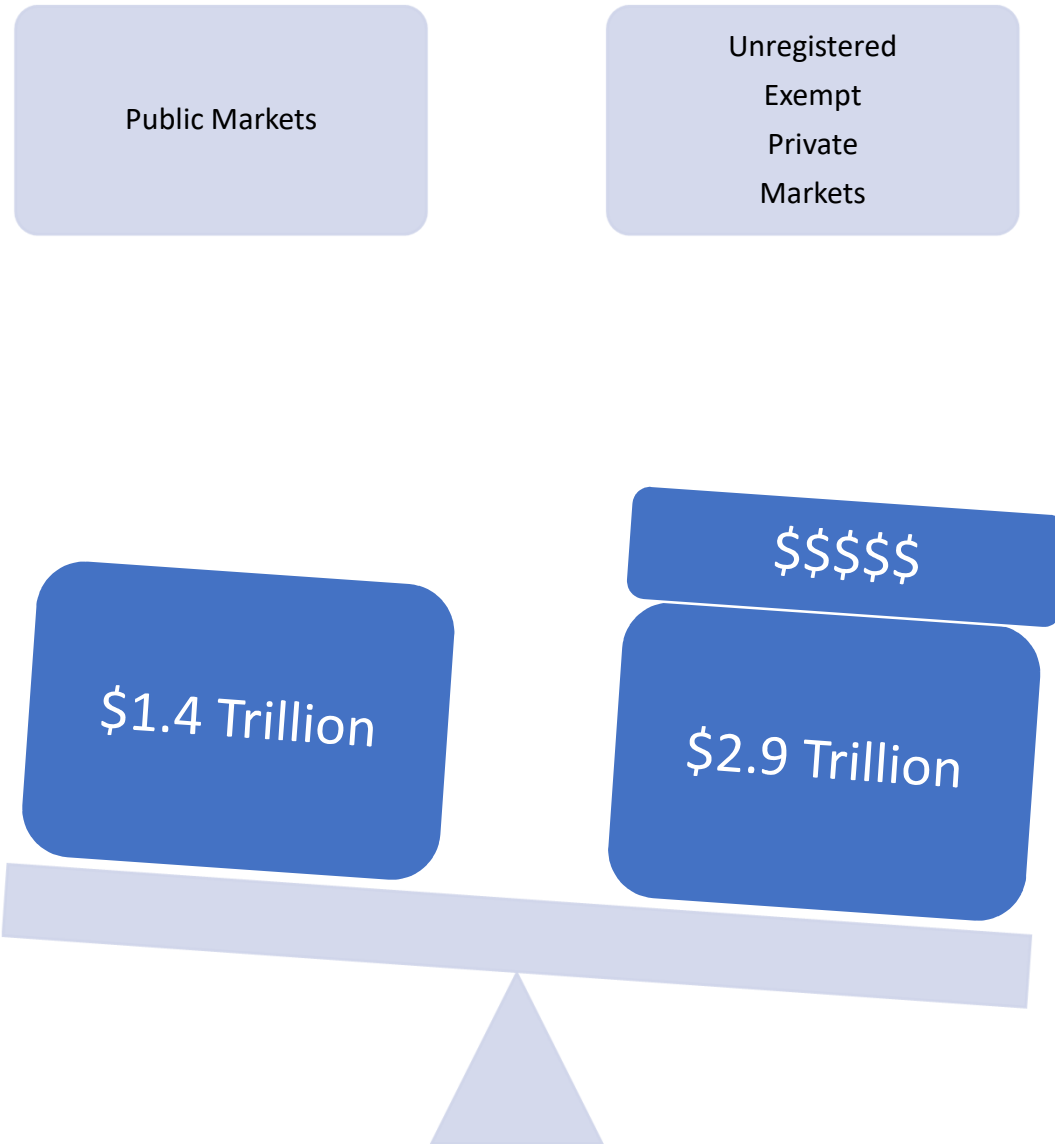 Public Markets
Unregistered
Exempt
Private
Markets
$$$$$
$1.4 Trillion
$2.9 Trillion